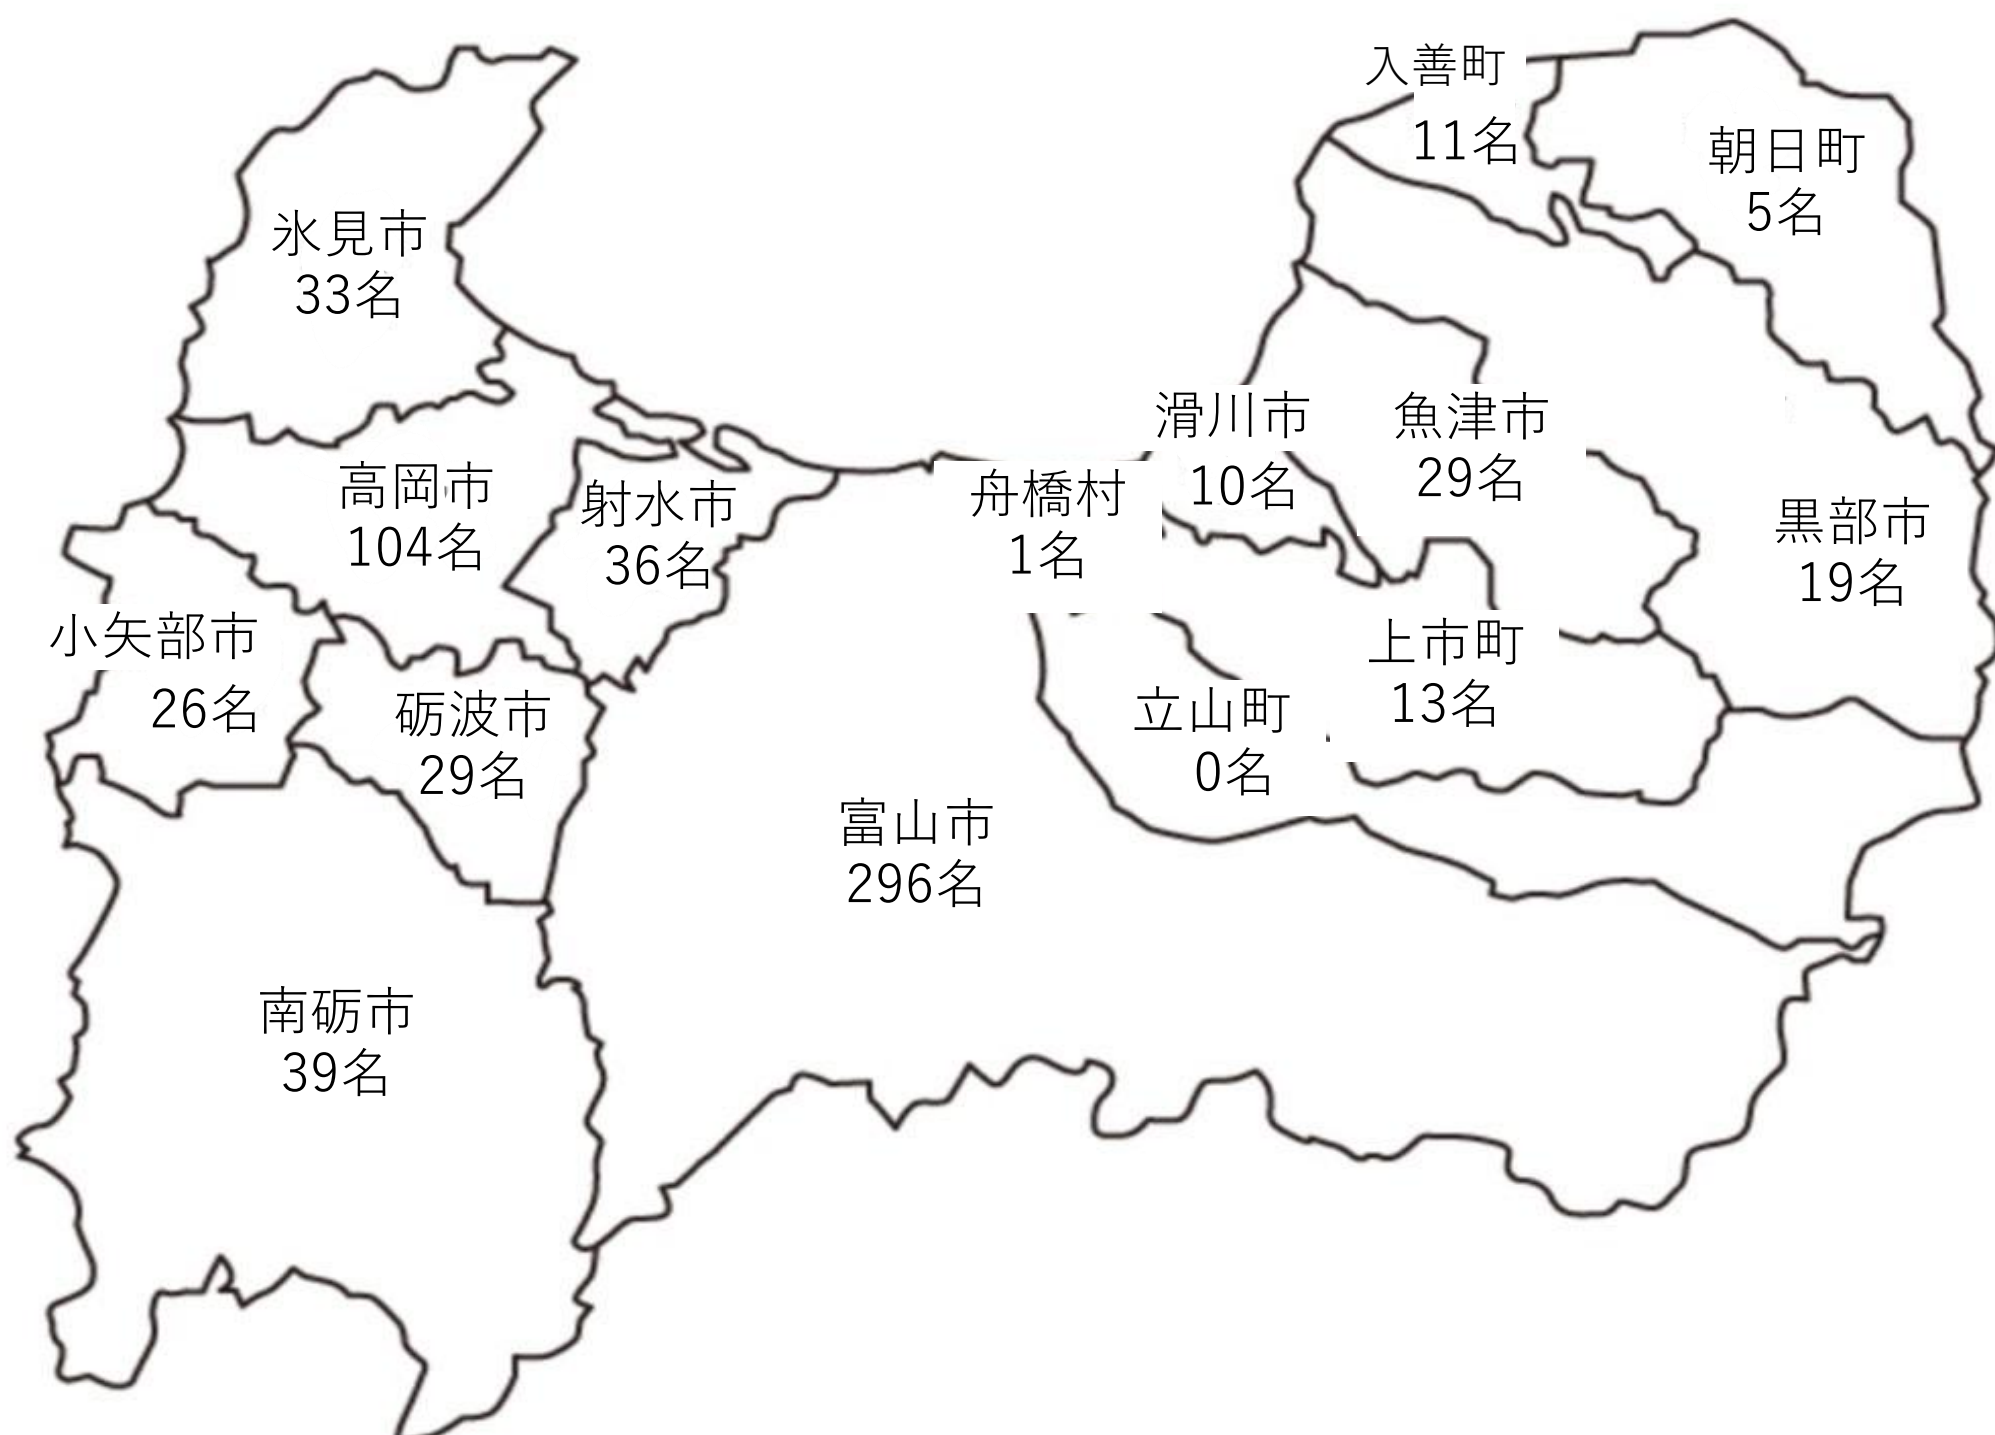 入善町
11名
朝日町
5名
氷見市
33名
滑川市
10名
魚津市
29名
高岡市
104名
射水市
36名
舟橋村
1名
黒部市
19名
小矢部市
26名
砺波市
29名
上市町
13名
立山町
0名
富山市
296名
南砺市
39名